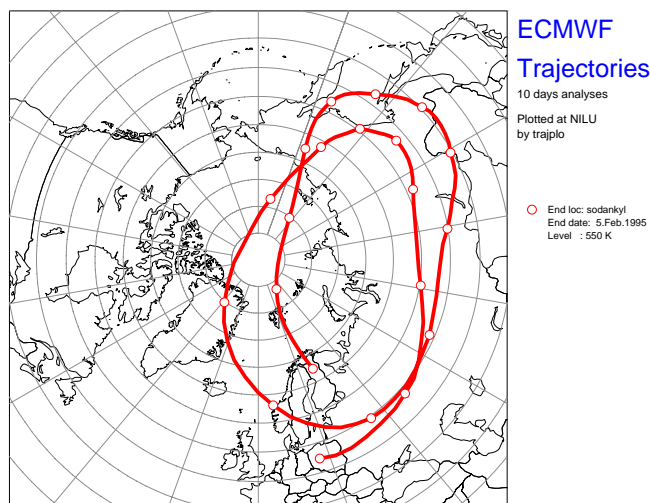 ECMWF
Trajectories
10 days analyses
Plotted at NILU
by trajplo
End loc: sodankyl
End date: 5.Feb.1995
Level : 550 K